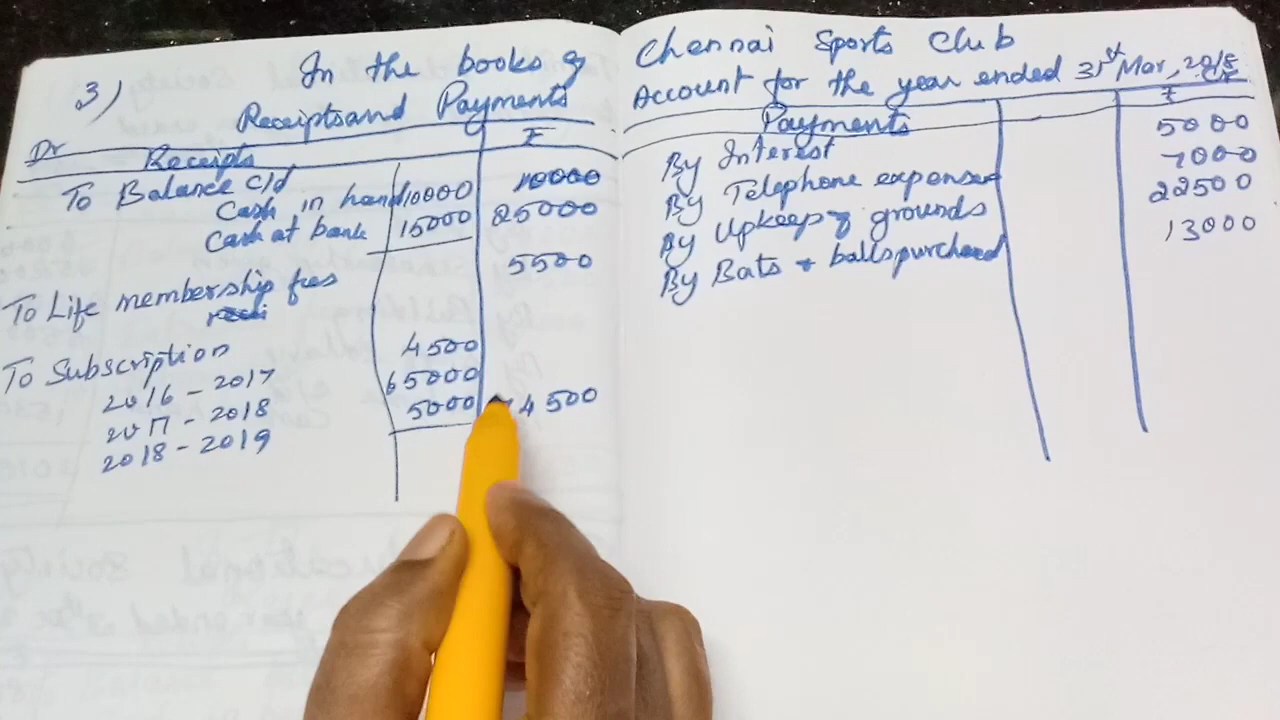 3)
In the books of Chennai Sports Club
Receipts and Payments Account for the year ended 31st Mar, 2018
Dr Receipts ₹
To Balance c/d
Cash in hand 10000 10000
Cash at bank 15000 25000
To Life membership fees 5500
To Subscription
2016 - 2017 4500
2017 - 2018 65000
2018 - 2019 5000 4500
Payments ₹ Cr
By Interest 5000
By Telephone expenses 7000
By Upkeep of grounds 22500
By Bats & balls purchased 13000